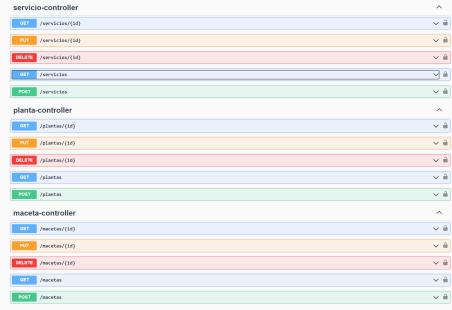 servicio-controller
GET /servicios/{id}
PUT /servicios/{id}
DELETE /servicios/{id}
GET /servicios
POST /servicios
planta-controller
GET /plantas/{id}
PUT /plantas/{id}
DELETE /plantas/{id}
GET /plantas
POST /plantas
maceta-controller
GET /macetas/{id}
PUT /macetas/{id}
DELETE /macetas/{id}
GET /macetas
POST /macetas